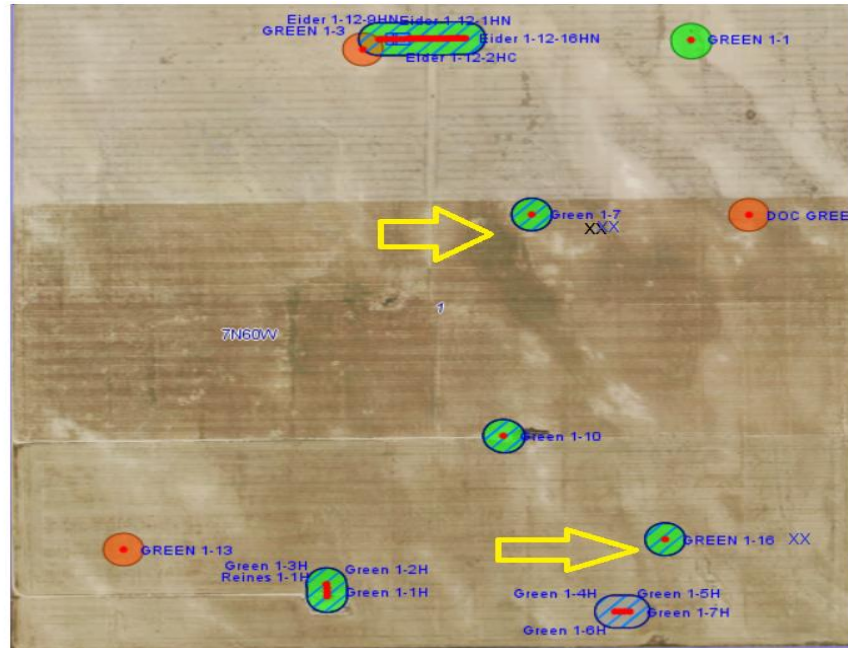 Eider 1-12-9HN Eider 1-12-1HN
GREEN 1-3
Eider 1-12-16HN
GREEN 1-1
Eider 1-12-2HC
Green 1-7
DOC GREE
XX XX
1
7N60W
Green 1-10
GREEN 1-16 XX
GREEN 1-13
Green 1-3H Green 1-2H
Reines 1-1H
Green 1-1H
Green 1-4H Green 1-5H
Green 1-7H
Green 1-6H